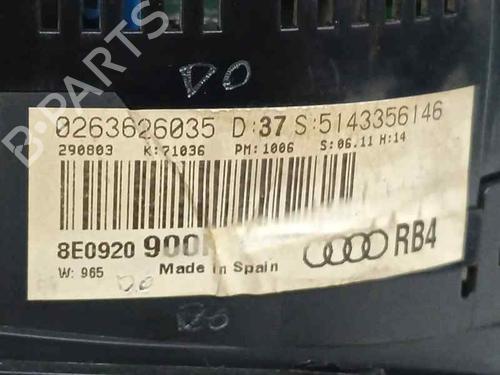 DO
0263626035 D:37 S:5143356146
290803 K:71036 PM:1006 S:06.11 H:14
8E0920 900 RB4
W: 965 Made in Spain
D.O
DO
B-PARTS